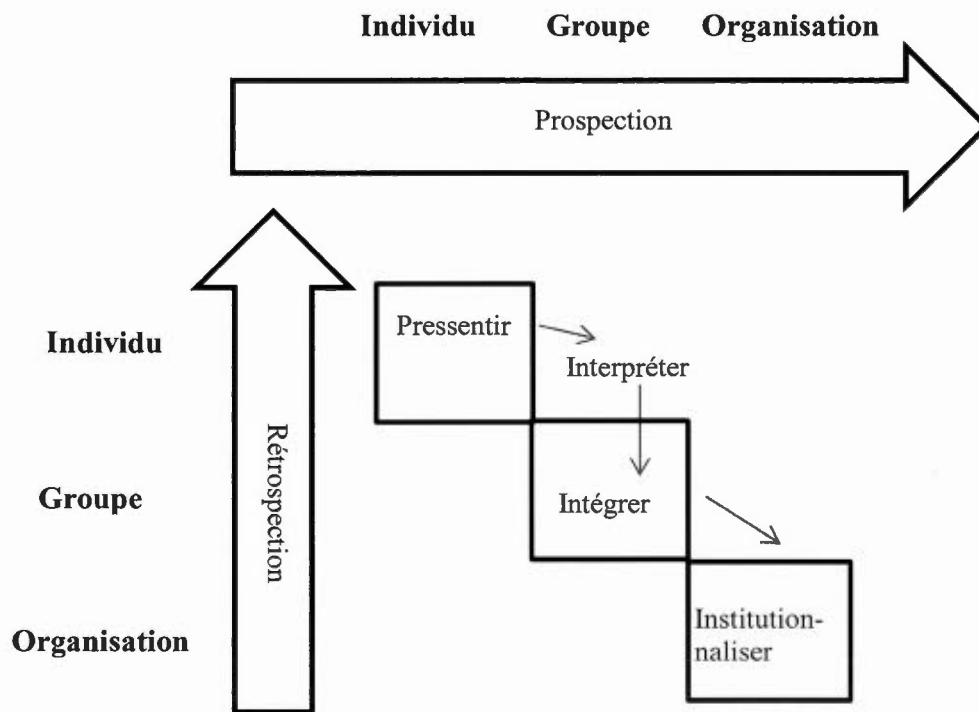 Individu Groupe Organisation
Prospection
Individu
Pressentir
Interpréter
Rétrospection
Groupe
Intégrer
Organisation
Institution-
naliser